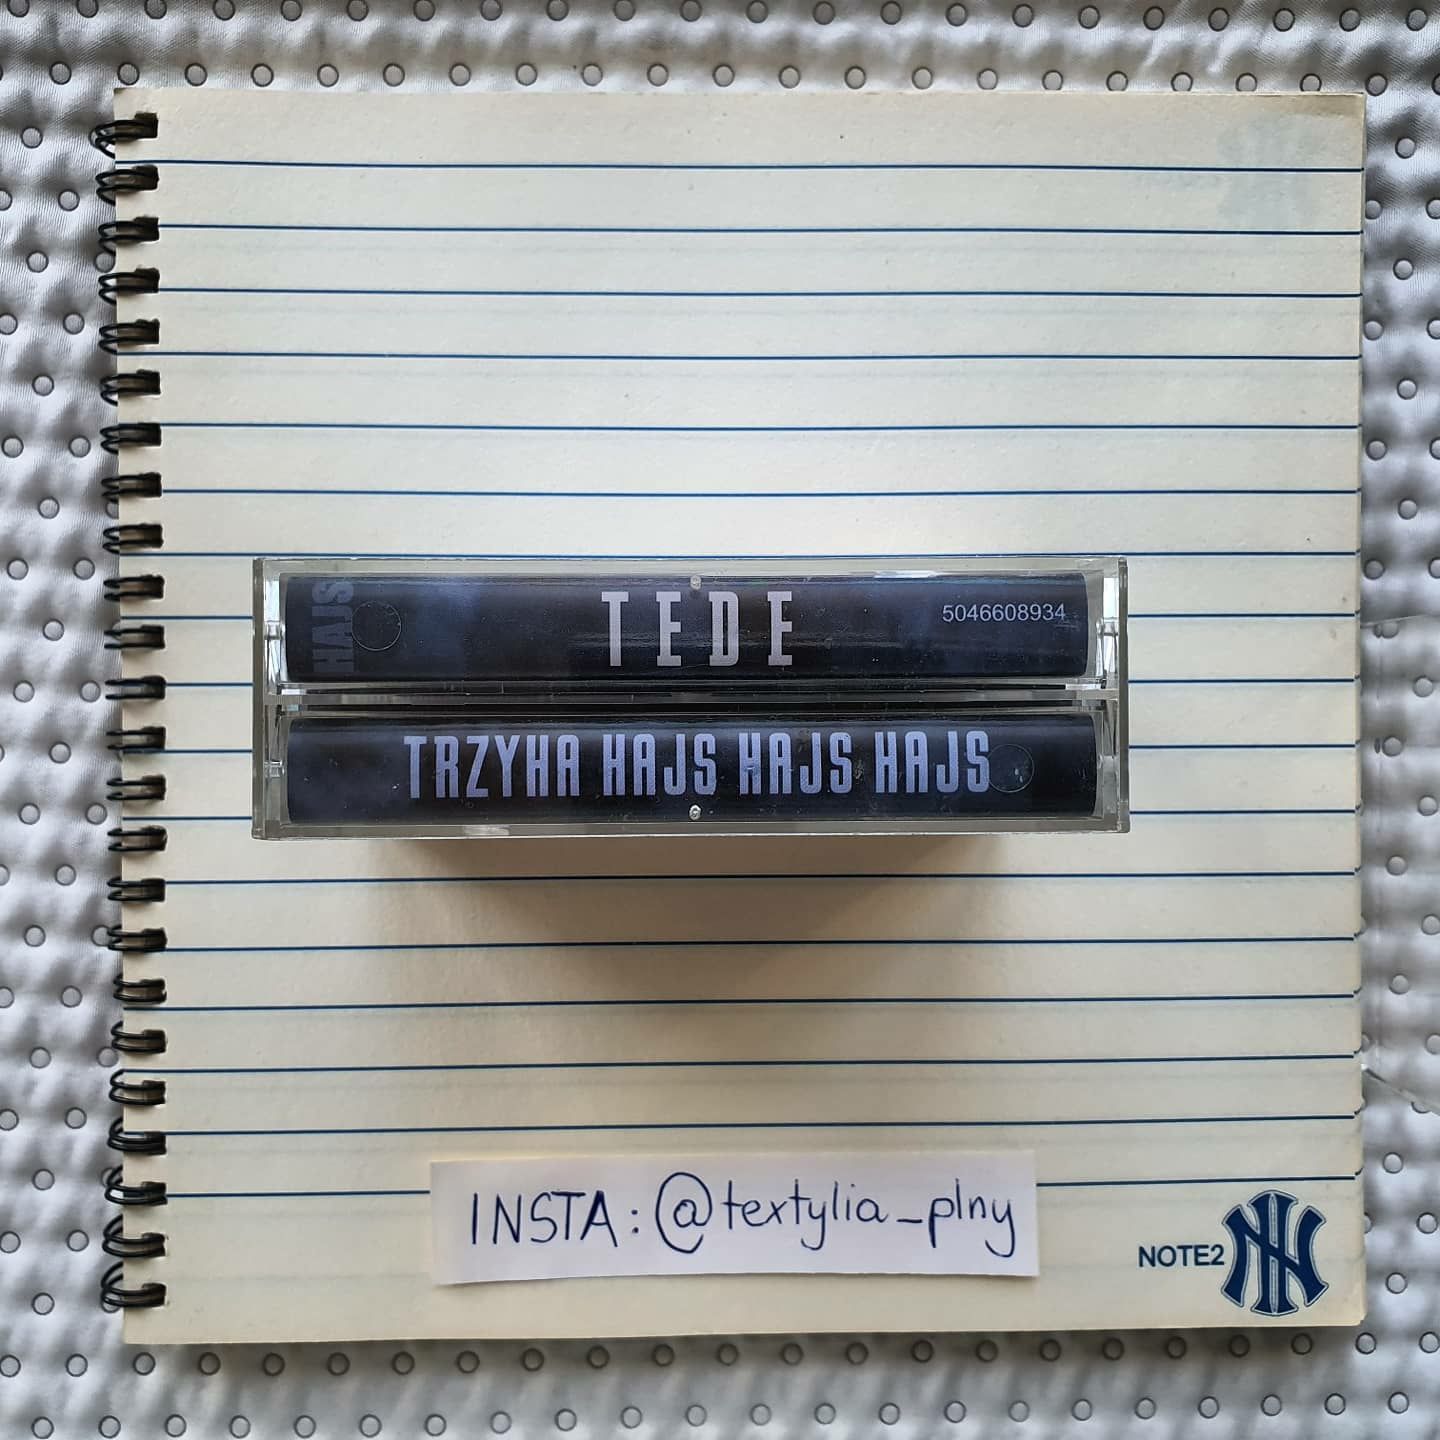 HAJS
TEDE
5046608934
TRZYHA HAJS HAJS HAJS
INSTA: @textylia_plny
NOTE2